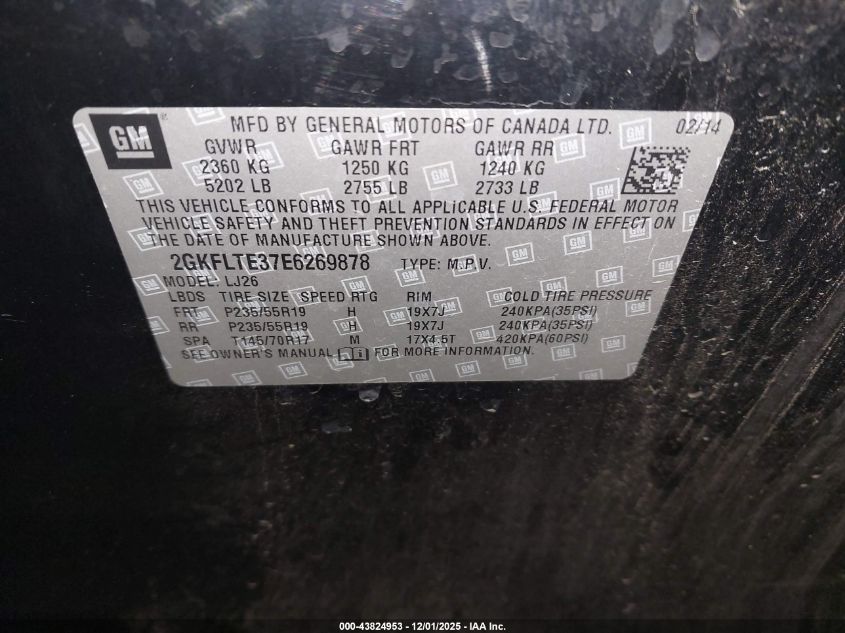 GM ® MFD BY GENERAL MOTORS OF CANADA LTD. 02/14
GVWR GAWR FRT GAWR RR
2360 KG 1250 KG 1240 KG
5202 LB 2755 LB 2733 LB
THIS VEHICLE CONFORMS TO ALL APPLICABLE U.S. FEDERAL MOTOR
VEHICLE SAFETY AND THEFT PREVENTION STANDARDS IN EFFECT ON
THE DATE OF MANUFACTURE SHOWN ABOVE.
2GKFLTE37E6269878 TYPE: M.P.V.
MODEL: LJ26
LBDS TIRE SIZE SPEED RTG RIM COLD TIRE PRESSURE
FRT P235/55R19 H 19X7J 240KPA(35PSI)
RR P235/55R19 H 19X7J 240KPA(35PSI)
SPA T145/70R17 M 17X4.5T 420KPA(60PSI)
SEE OWNER'S MANUAL FOR MORE INFORMATION.
000-43824953 - 12/01/2025 - IAA Inc.